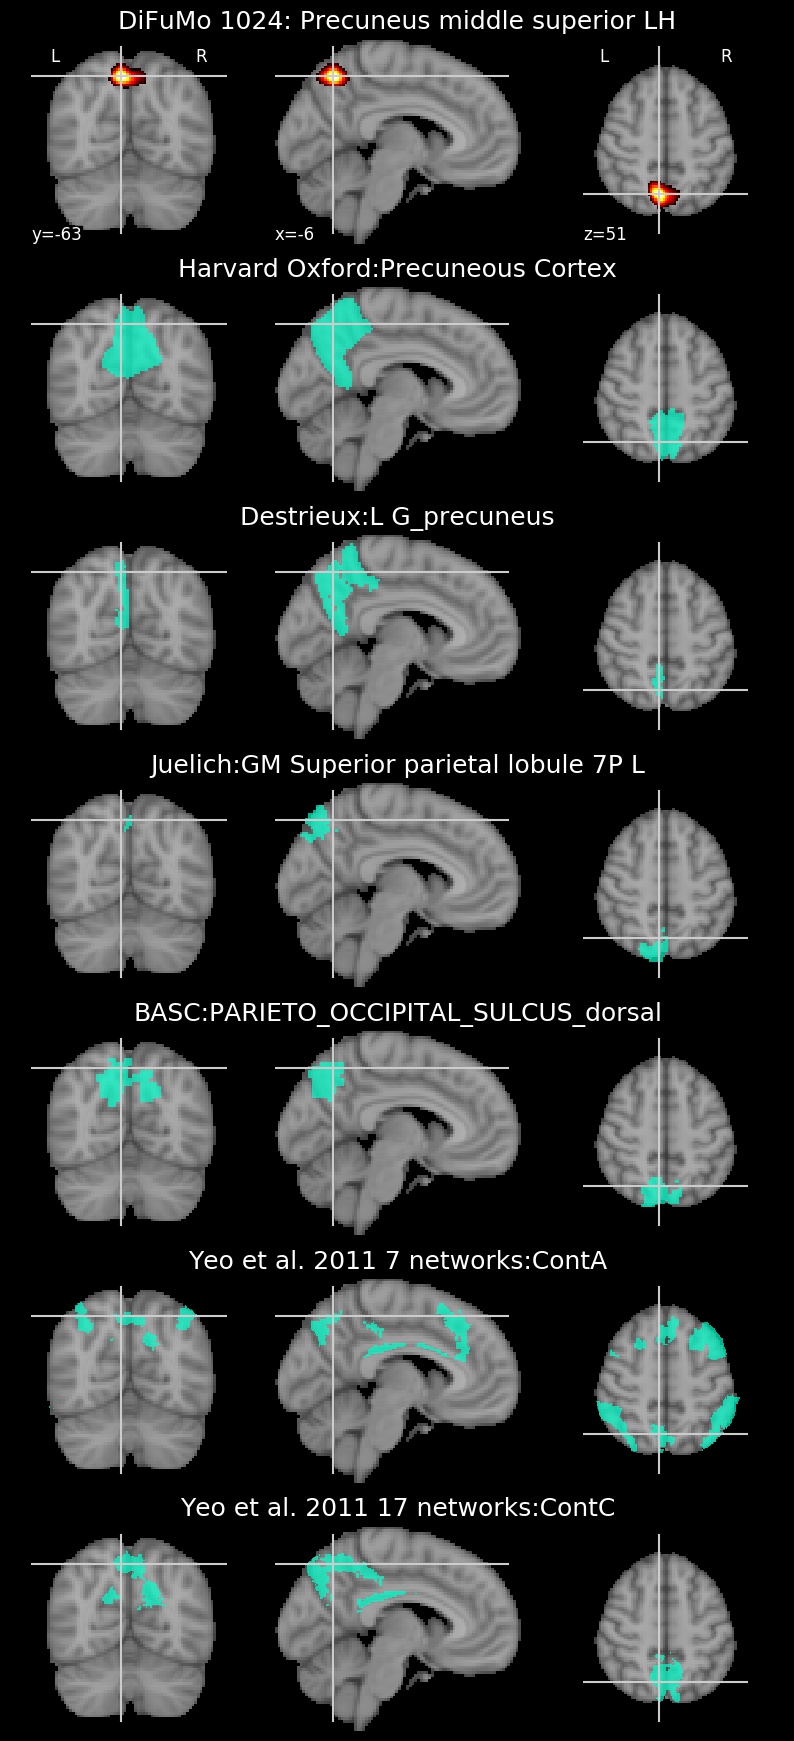 DiFuMo 1024: Precuneus middle superior LH
L R L R
y=-63 x=-6 z=51
Harvard Oxford:Precuneous Cortex
Destrieux:L G_precuneus
Juelich:GM Superior parietal lobule 7P L
BASC:PARIETO_OCCIPITAL_SULCUS_dorsal
Yeo et al. 2011 7 networks:ContA
Yeo et al. 2011 17 networks:ContC